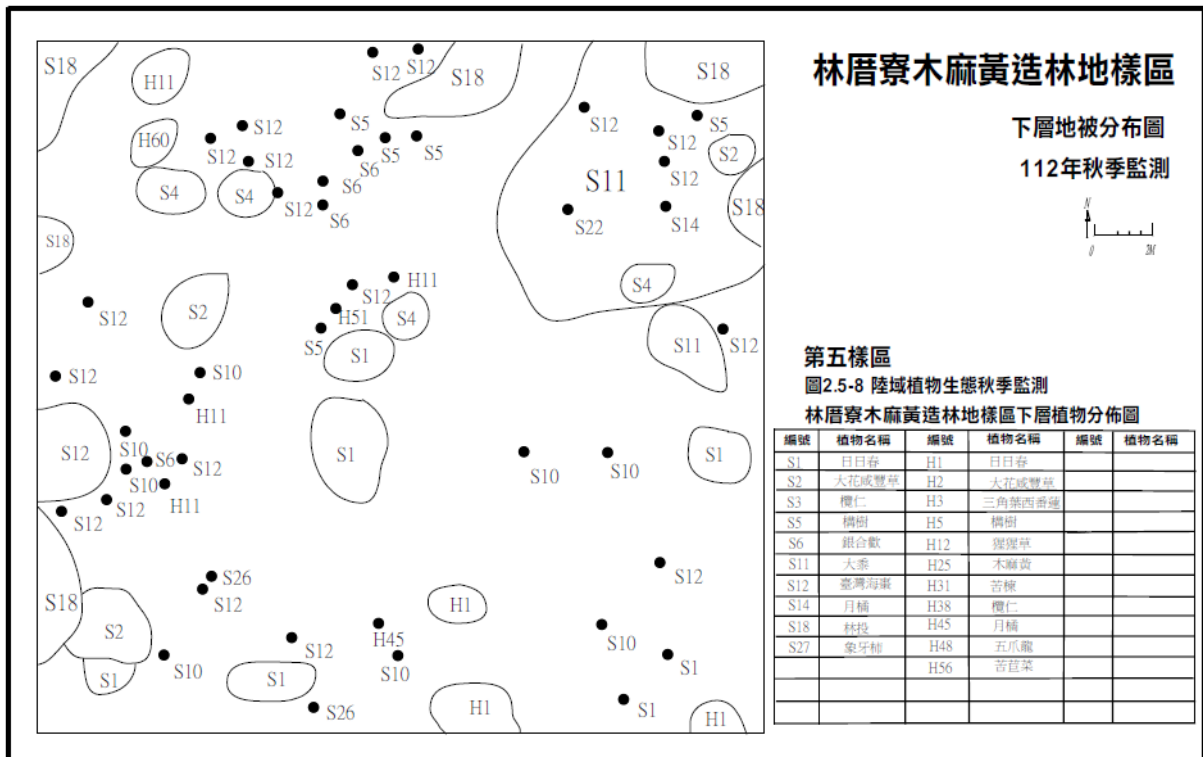 林厝寮木麻黃造林地樣區
下層地被分布圖
112年秋季監測
N
0 2M
第五樣區
圖2.5-8 陸域植物生態秋季監測
林厝寮木麻黃造林地樣區下層植物分佈圖
編號 植物名稱 編號 植物名稱 編號 植物名稱
S1 日日春 H1 日日春
S2 大花咸豐草 H2 大花咸豐草
S3 欖仁 H3 三角葉西番蓮
S5 構樹 H5 構樹
S6 銀合歡 H12 猩猩草
S11 大黍 H25 木麻黃
S12 臺灣海棗 H31 苦楝
S14 月橘 H38 欖仁
S18 林投 H45 月橘
S27 象牙柿 H48 五爪龍
H56 苦苣菜
S18 H11 S12 S12 S18 S18
S12 S5 S12 S5
H60 S12 S12 S6 S5 S5 S12 S2
S4 S4 S12 S6 S6 S11 S12 S18
S22 S14
S18
H11
S2 S12 S4 S4
S12 H51
S5 S1 S11 S12
S12 S10
H11
S12 S10 S6 S12 S1 S10 S10 S1
S10 H11
S12 S12
S26 S12
S18 S12 H1
S2 H45 S10
S10 S12 S10 S1
S1 S1
S26 H1 S1 H1